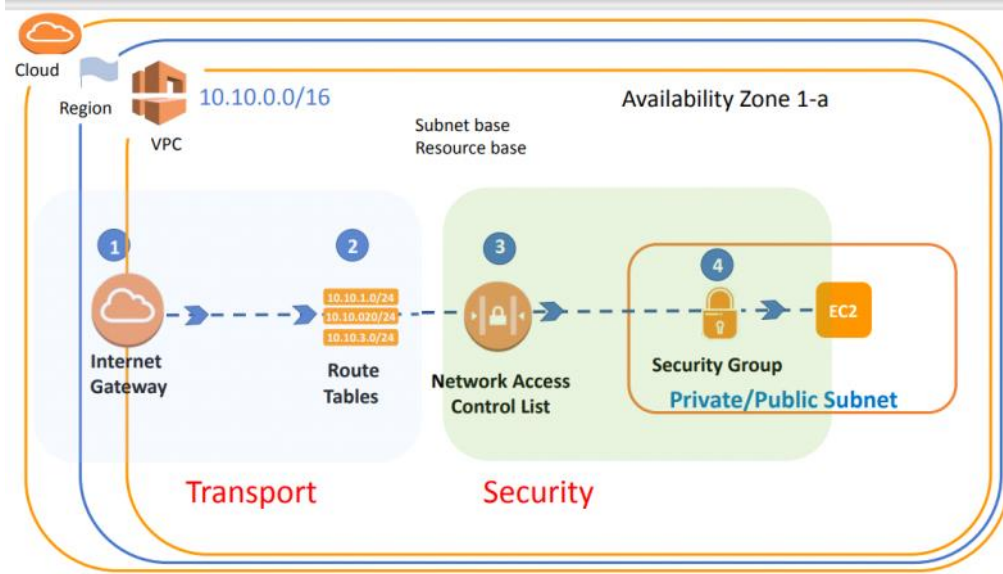 Cloud
Region
VPC
10.10.0.0/16
Availability Zone 1-a
Subnet base
Resource base
1
2
3
4
10.10.1.0/24
10.10.020/24
10.10.3.0/24
EC2
Internet
Gateway
Route
Tables
Network Access
Control List
Security Group
Private/Public Subnet
Transport
Security